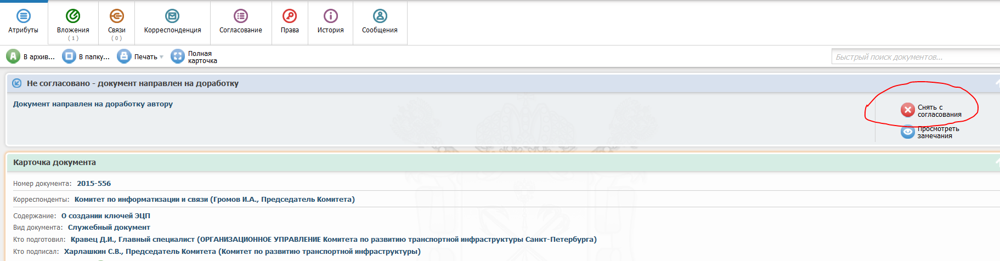 Атрибуты
Вложения
( 1 )
Связи
( 0 )
Корреспонденция
Согласование
Права
История
Сообщения
В архив...
В папку...
Печать
Полная
карточка
Быстрый поиск документов...
Не согласовано - документ направлен на доработку
Документ направлен на доработку автору
Снять с
согласования
Просмотреть
замечания
Карточка документа
Номер документа: 2015-556
Корреспонденты: Комитет по информатизации и связи (Громов И.А., Председатель Комитета)
Содержание: О создании ключей ЭЦП
Вид документа: Служебный документ
Кто подготовил: Кравец Д.И., Главный специалист (ОРГАНИЗАЦИОННОЕ УПРАВЛЕНИЕ Комитета по развитию транспортной инфраструктуры Санкт-Петербурга)
Кто подписал: Харлашкин С.В., Председатель Комитета (Комитет по развитию транспортной инфраструктуры)